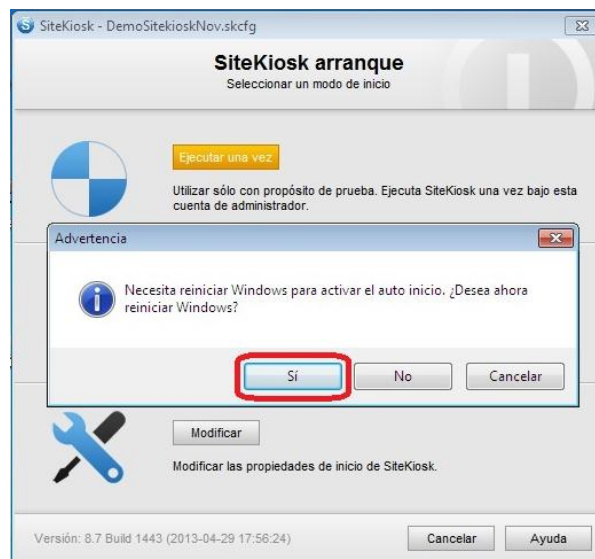 SiteKiosk - DemoSitekioskNov.skcfg
SiteKiosk arranque
Seleccionar un modo de inicio
Ejecutar una vez
Utilizar sólo con propósito de prueba. Ejecuta SiteKiosk una vez bajo esta
cuenta de administrador.
Advertencia
Necesita reiniciar Windows para activar el auto inicio. ¿Desea ahora
reiniciar Windows?
Sí No Cancelar
Modificar
Modificar las propiedades de inicio de SiteKiosk.
Versión: 8.7 Build 1443 (2013-04-29 17:56:24) Cancelar Ayuda